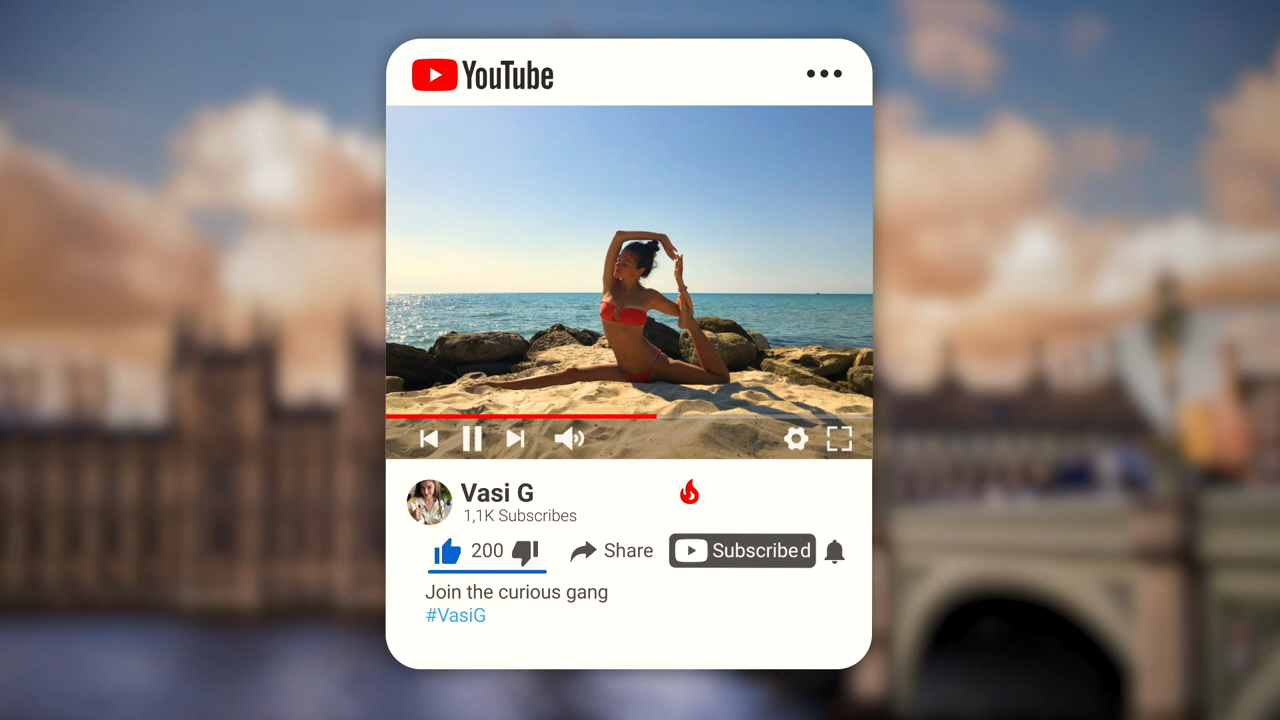 YouTube
Vasi G
1,1K Subscribes
200
Share
Subscribed
Join the curious gang
#VasiG